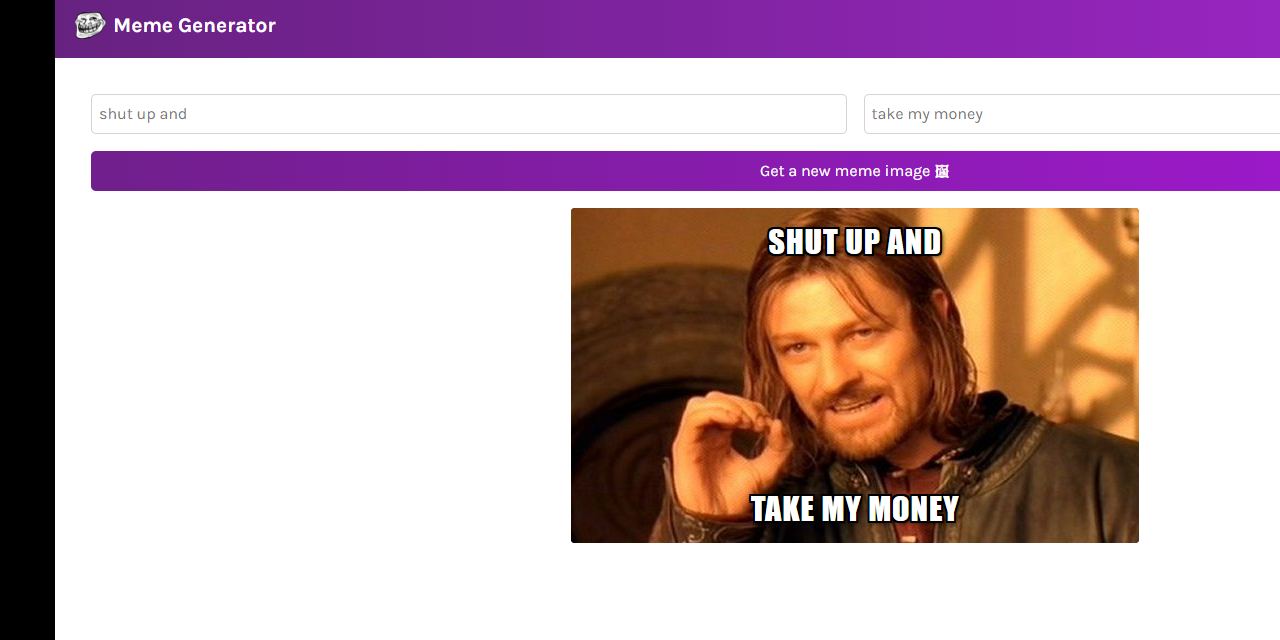 Meme Generator
shut up and
take my money
Get a new meme image 🖼
SHUT UP AND
TAKE MY MONEY